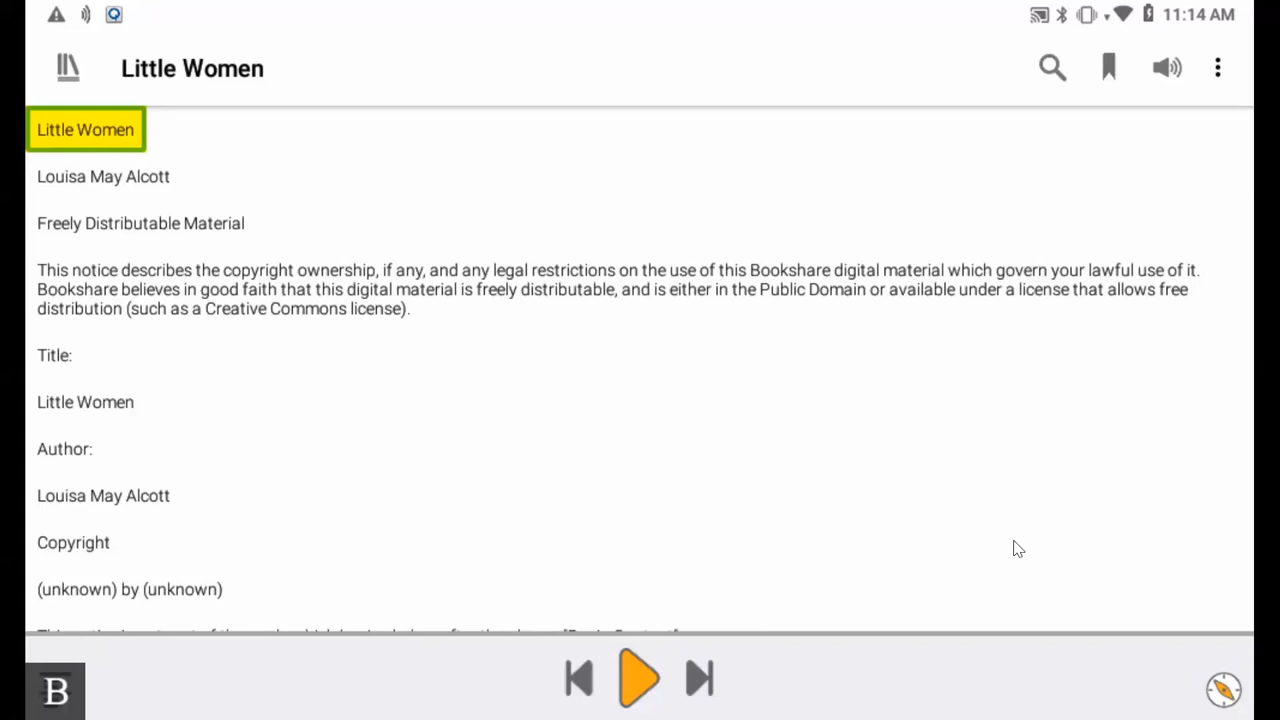 11:14 AM
Little Women
Little Women
Louisa May Alcott
Freely Distributable Material
This notice describes the copyright ownership, if any, and any legal restrictions on the use of this Bookshare digital material which govern your lawful use of it.
Bookshare believes in good faith that this digital material is freely distributable, and is either in the Public Domain or available under a license that allows free
distribution (such as a Creative Commons license).
Title:
Little Women
Author:
Louisa May Alcott
Copyright
(unknown) by (unknown)
B